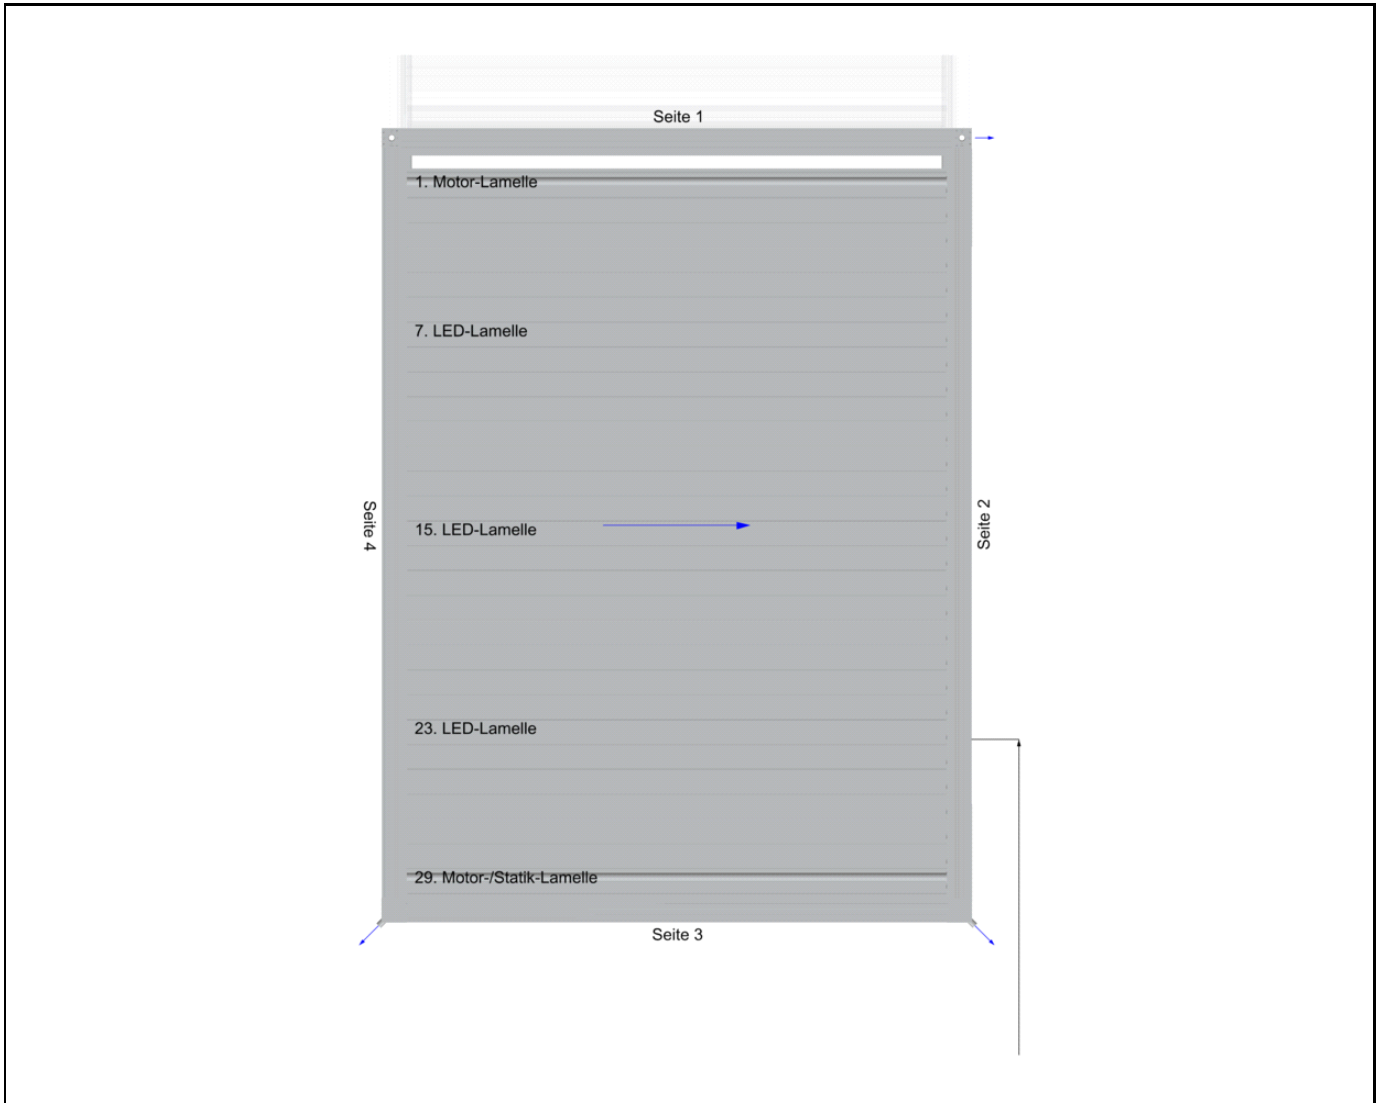 Seite 1
1. Motor-Lamelle
7. LED-Lamelle
Seite 4
15. LED-Lamelle
Seite 2
23. LED-Lamelle
29. Motor-/Statik-Lamelle
Seite 3